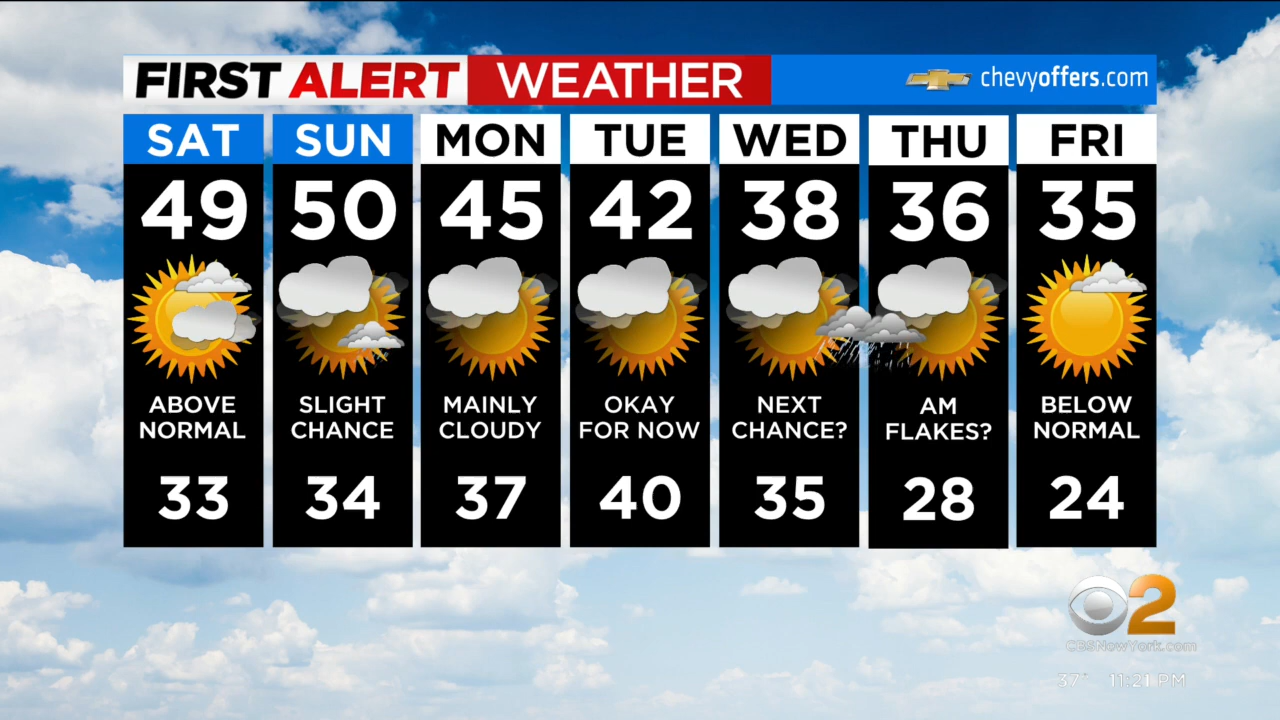 FIRST ALERT WEATHER
chevyoffers.com
SAT SUN MON TUE WED THU FRI
49 50 45 42 38 36 35
ABOVE NORMAL
SLIGHT CHANCE
MAINLY CLOUDY
OKAY FOR NOW
NEXT CHANCE?
AM FLAKES?
BELOW NORMAL
33 34 37 40 35 28 24
2
CBSNewYork.com
37° 11:21 PM